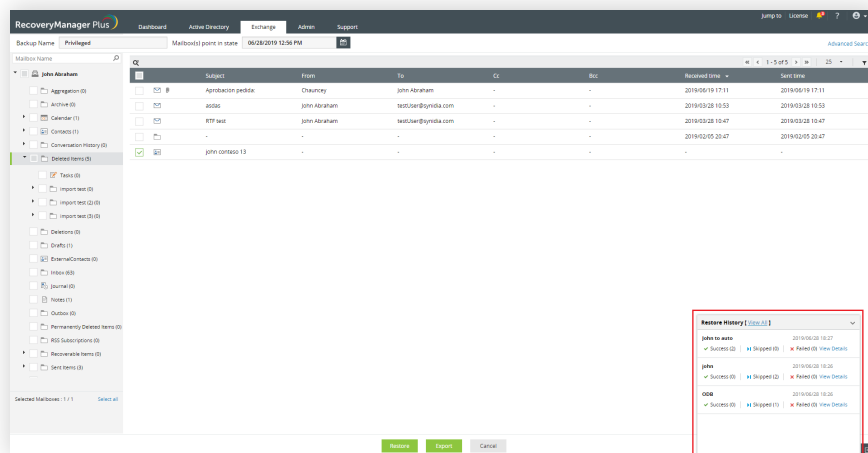 RecoveryManager Plus
Dashboard Active Directory Exchange Admin Support
Jump to License ?
Backup Name Privileged Mailbox(s) point in state 06/28/2019 12:56 PM
Advanced Searc
Mailbox Name
1 - 5 of 5 25
Subject From To Cc Bcc Received time Sent time
Aprobacion pedida: Chauncey John Abraham - - 2019/06/19 17:11 2019/06/19 17:11
asdas John Abraham testUser@synidia.com - - 2019/03/28 10:53 2019/03/28 10:53
RTF test John Abraham testUser@synidia.com - - 2019/03/28 10:47 2019/03/28 10:47
- - - - - 2019/02/05 20:47 2019/02/05 20:47
john conteso 13 - - - - - -
John Abraham
Aggregation (0)
Archive (0)
Calendar (1)
Contacts (1)
Conversation History (0)
Deleted Items (5)
Tasks (0)
import test (0)
import test (2) (0)
import test (3) (0)
Deletions (0)
Drafts (1)
ExternalContacts (0)
Inbox (63)
Journal (0)
Notes (1)
Outbox (0)
Permanently Deleted Items (0)
RSS Subscriptions (0)
Recoverable Items (0)
Sent Items (3)
Selected Mailboxes : 1 / 1 Select all
Restore History [ View All ]
John to auto 2019/06/28 18:27
Success (2) Skipped (0) Failed (0) View Details
john 2019/06/28 18:26
Success (0) Skipped (2) Failed (0) View Details
ODB 2019/06/28 18:26
Success (0) Skipped (1) Failed (0) View Details
Restore Export Cancel